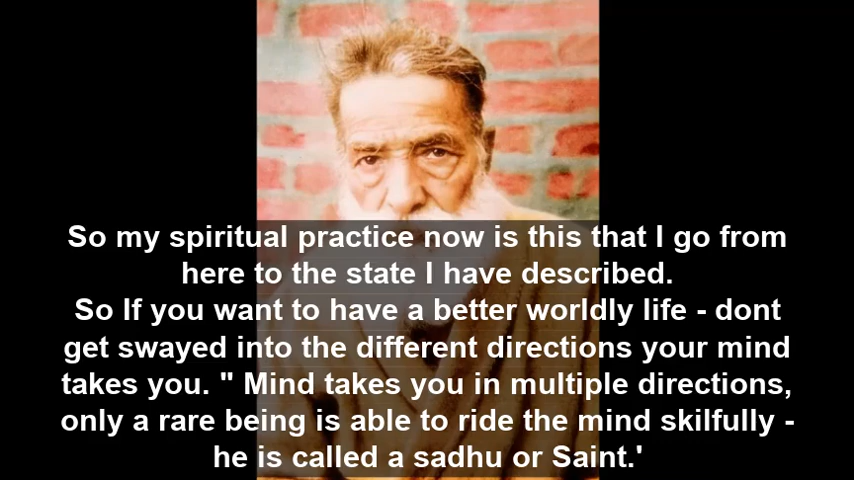 So my spiritual practice now is this that I go from
here to the state I have described.
So If you want to have a better worldly life - dont
get swayed into the different directions your mind
takes you. " Mind takes you in multiple directions,
only a rare being is able to ride the mind skilfully -
he is called a sadhu or Saint.'